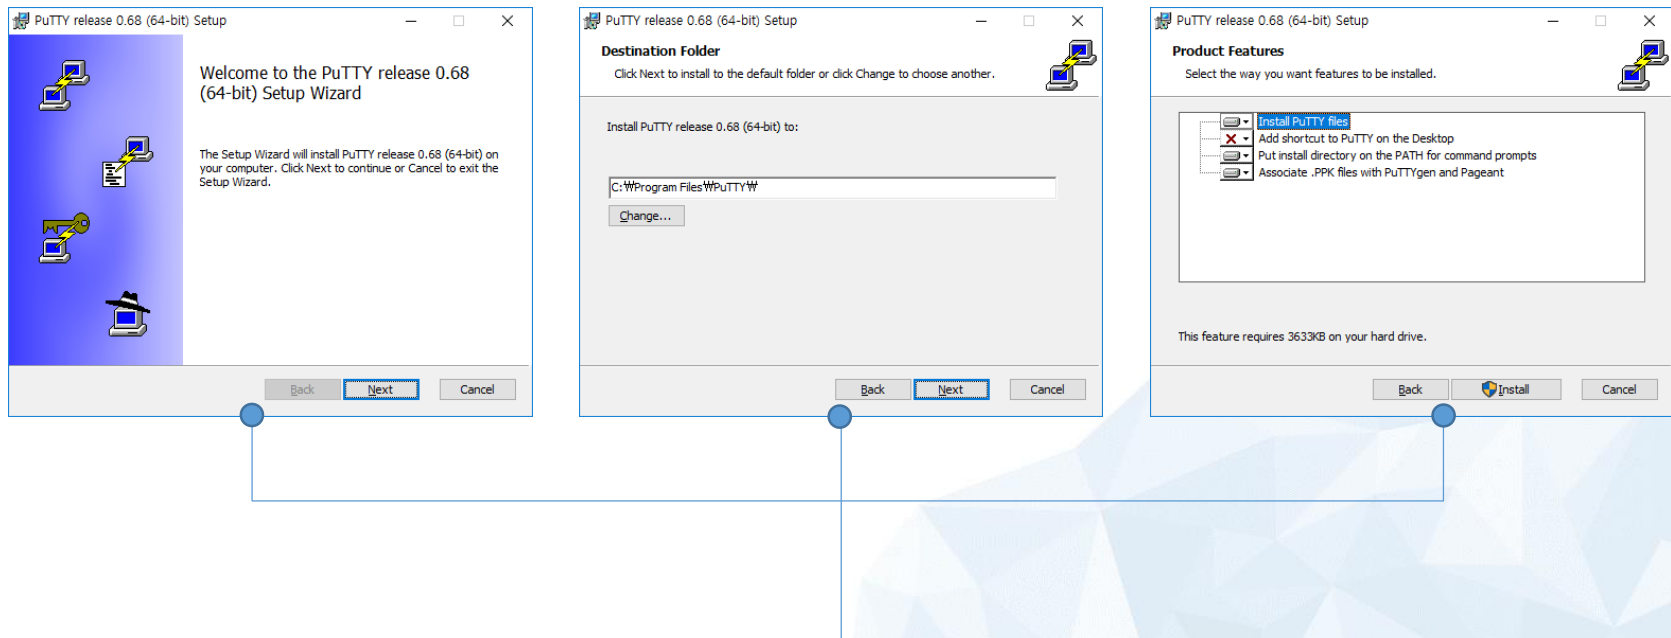 PuTTY release 0.68 (64-bit) Setup
Welcome to the PuTTY release 0.68
(64-bit) Setup Wizard
The Setup Wizard will install PuTTY release 0.68 (64-bit) on
your computer. Click Next to continue or Cancel to exit the
Setup Wizard.
Back
Next
Cancel
PuTTY release 0.68 (64-bit) Setup
Destination Folder
Click Next to install to the default folder or click Change to choose another.
Install PuTTY release 0.68 (64-bit) to:
C:₩Program Files₩PuTTY₩
Change...
Back
Next
Cancel
PuTTY release 0.68 (64-bit) Setup
Product Features
Select the way you want features to be installed.
Install PuTTY files
Add shortcut to PuTTY on the Desktop
Put install directory on the PATH for command prompts
Associate .PPK files with PuTTYgen and Pageant
This feature requires 3633KB on your hard drive.
Back
Install
Cancel